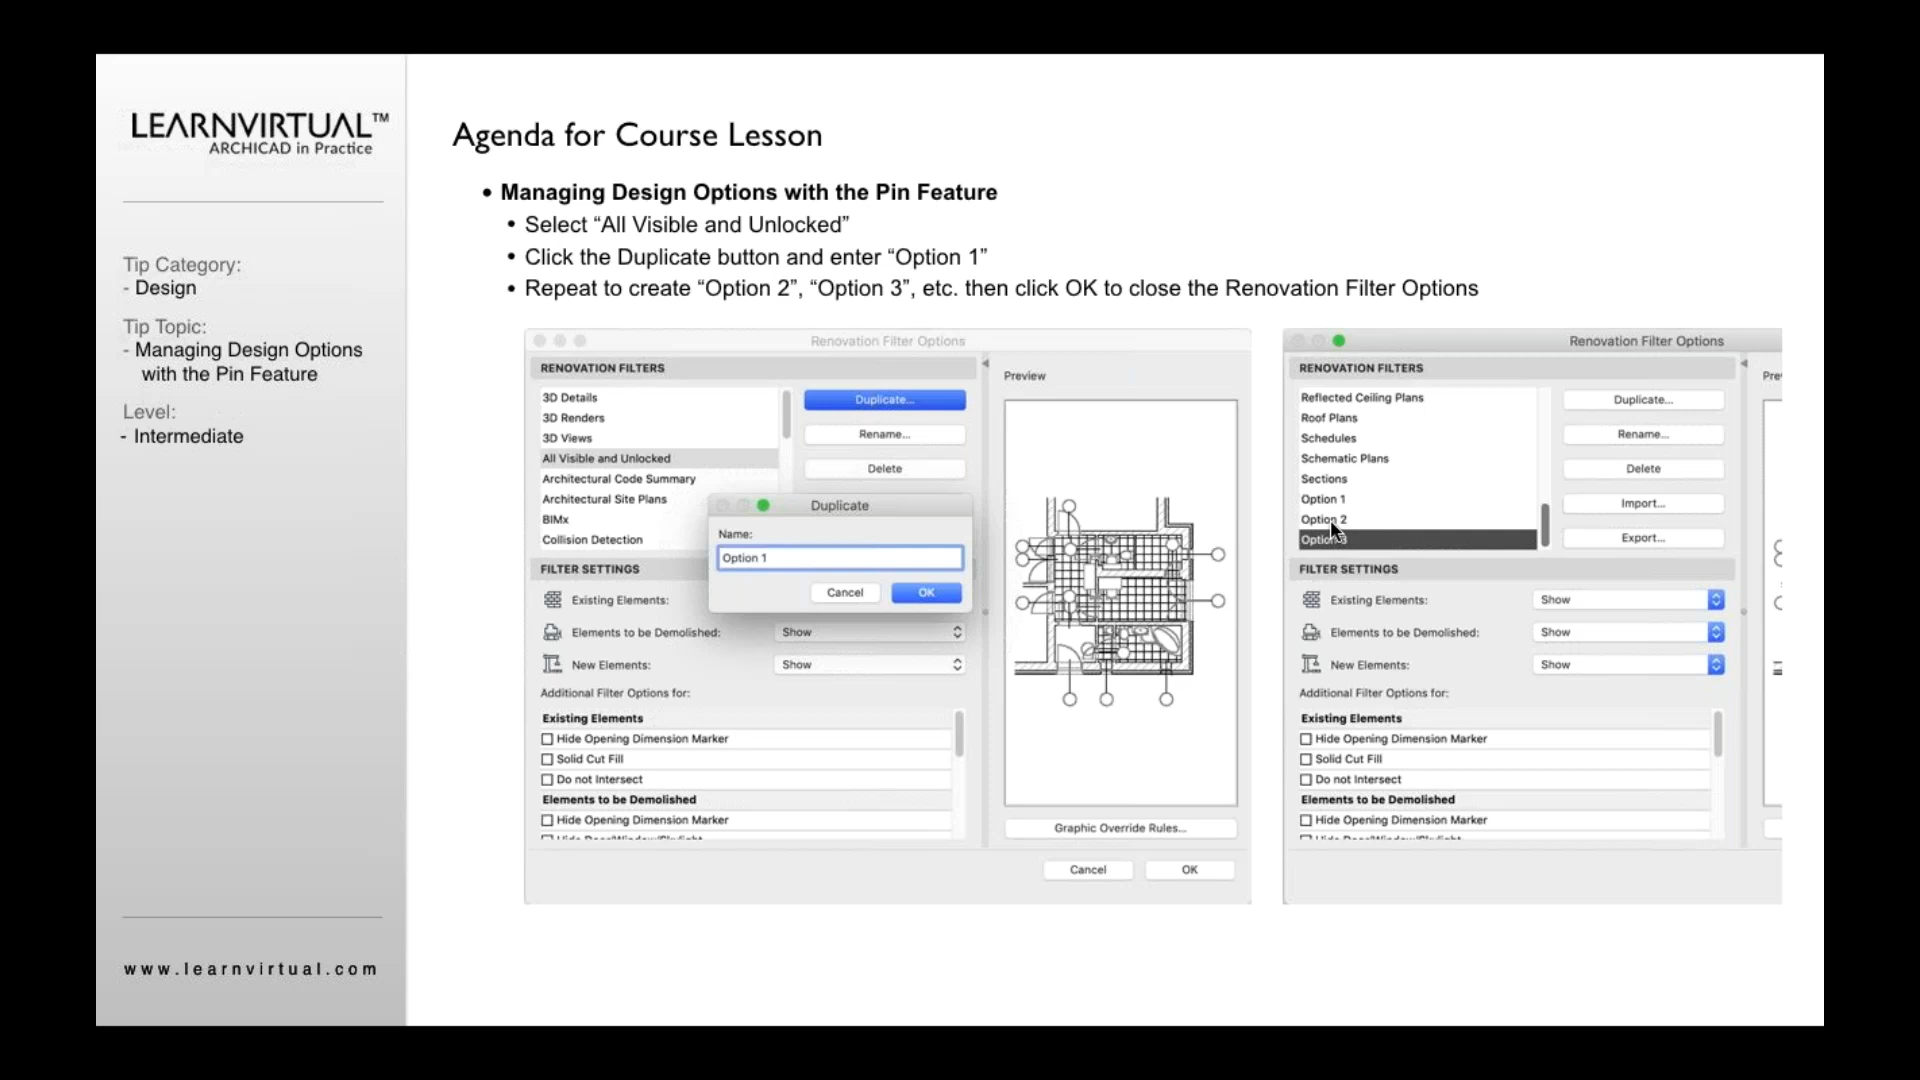 LEARNVIRTUAL™
ARCHICAD in Practice
Tip Category:
- Design
Tip Topic:
- Managing Design Options
with the Pin Feature
Level:
- Intermediate
www.learnvirtual.com
Agenda for Course Lesson
• Managing Design Options with the Pin Feature
• Select “All Visible and Unlocked”
• Click the Duplicate button and enter “Option 1”
• Repeat to create “Option 2”, “Option 3”, etc. then click OK to close the Renovation Filter Options
Renovation Filter Options
RENOVATION FILTERS
3D Details
3D Renders
3D Views
All Visible and Unlocked
Architectural Code Summary
Architectural Site Plans
BIMx
Collision Detection
Duplicate...
Rename...
Delete
Duplicate
Name:
Option 1
Cancel
OK
FILTER SETTINGS
Existing Elements:
Elements to be Demolished: Show
New Elements: Show
Additional Filter Options for:
Existing Elements
Hide Opening Dimension Marker
Solid Cut Fill
Do not Intersect
Elements to be Demolished
Hide Opening Dimension Marker
Preview
Graphic Override Rules...
Cancel
OK
Renovation Filter Options
RENOVATION FILTERS
Reflected Ceiling Plans
Roof Plans
Schedules
Schematic Plans
Sections
Option 1
Option 2
Option 3
Duplicate...
Rename...
Delete
Import...
Export...
FILTER SETTINGS
Existing Elements: Show
Elements to be Demolished: Show
New Elements: Show
Additional Filter Options for:
Existing Elements
Hide Opening Dimension Marker
Solid Cut Fill
Do not Intersect
Elements to be Demolished
Hide Opening Dimension Marker